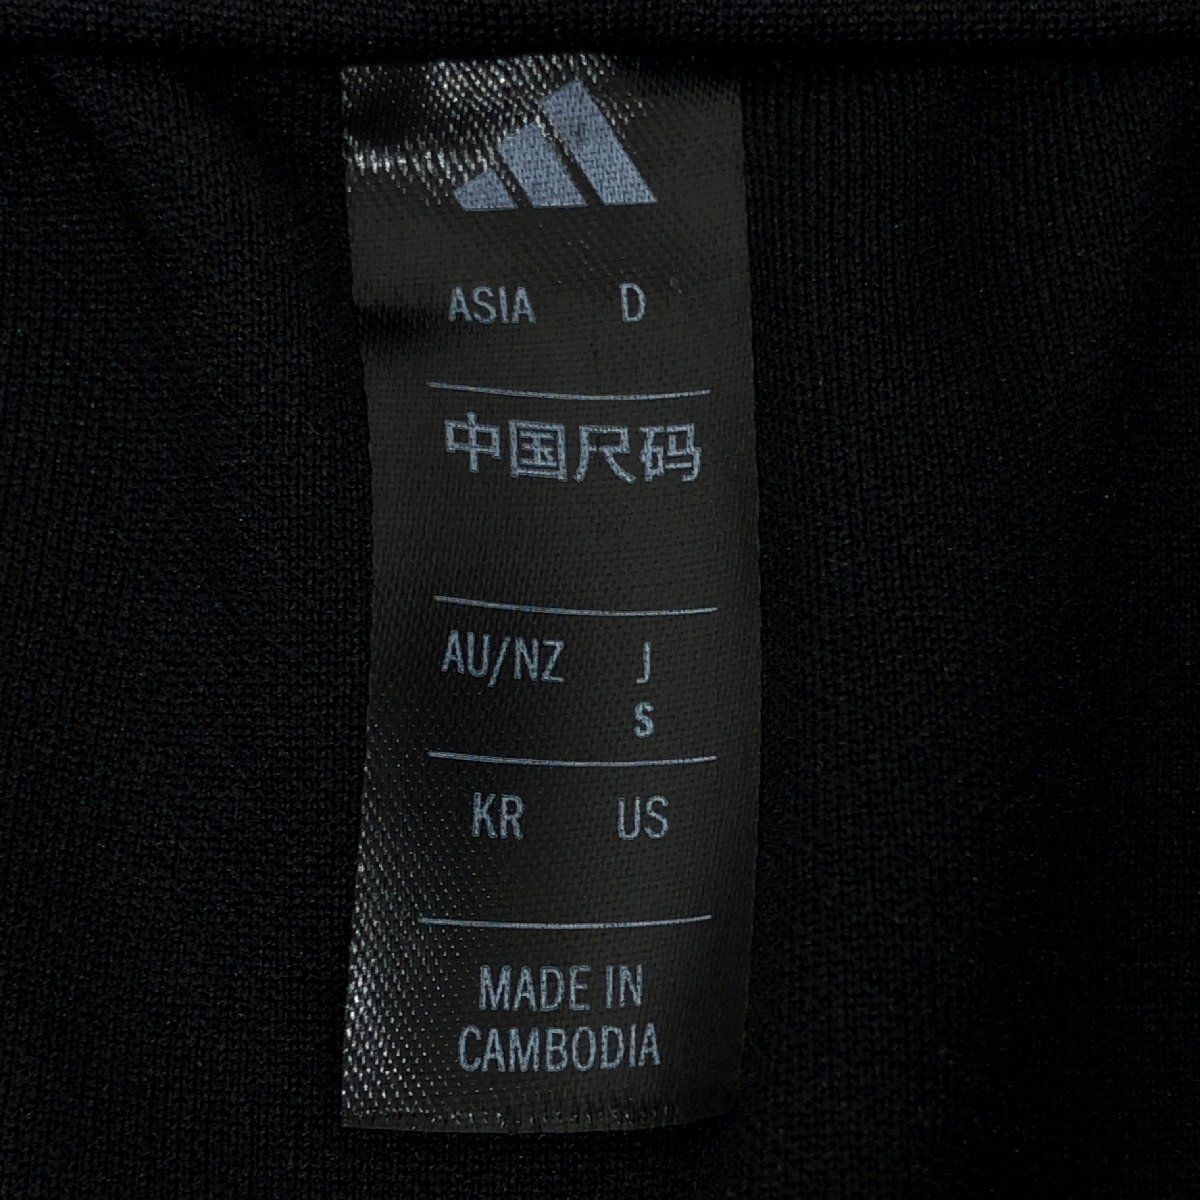 ASIA D
中国尺码
AU/NZ J
S
KR US
MADE IN
CAMBODIA